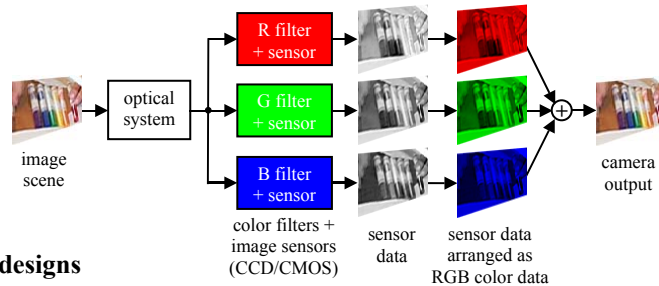 R filter
+ sensor
optical
system
G filter
+ sensor
B filter
+ sensor
image
scene
color filters +
image sensors
(CCD/CMOS)
sensor
data
sensor data
arranged as
RGB color data
camera
output
designs